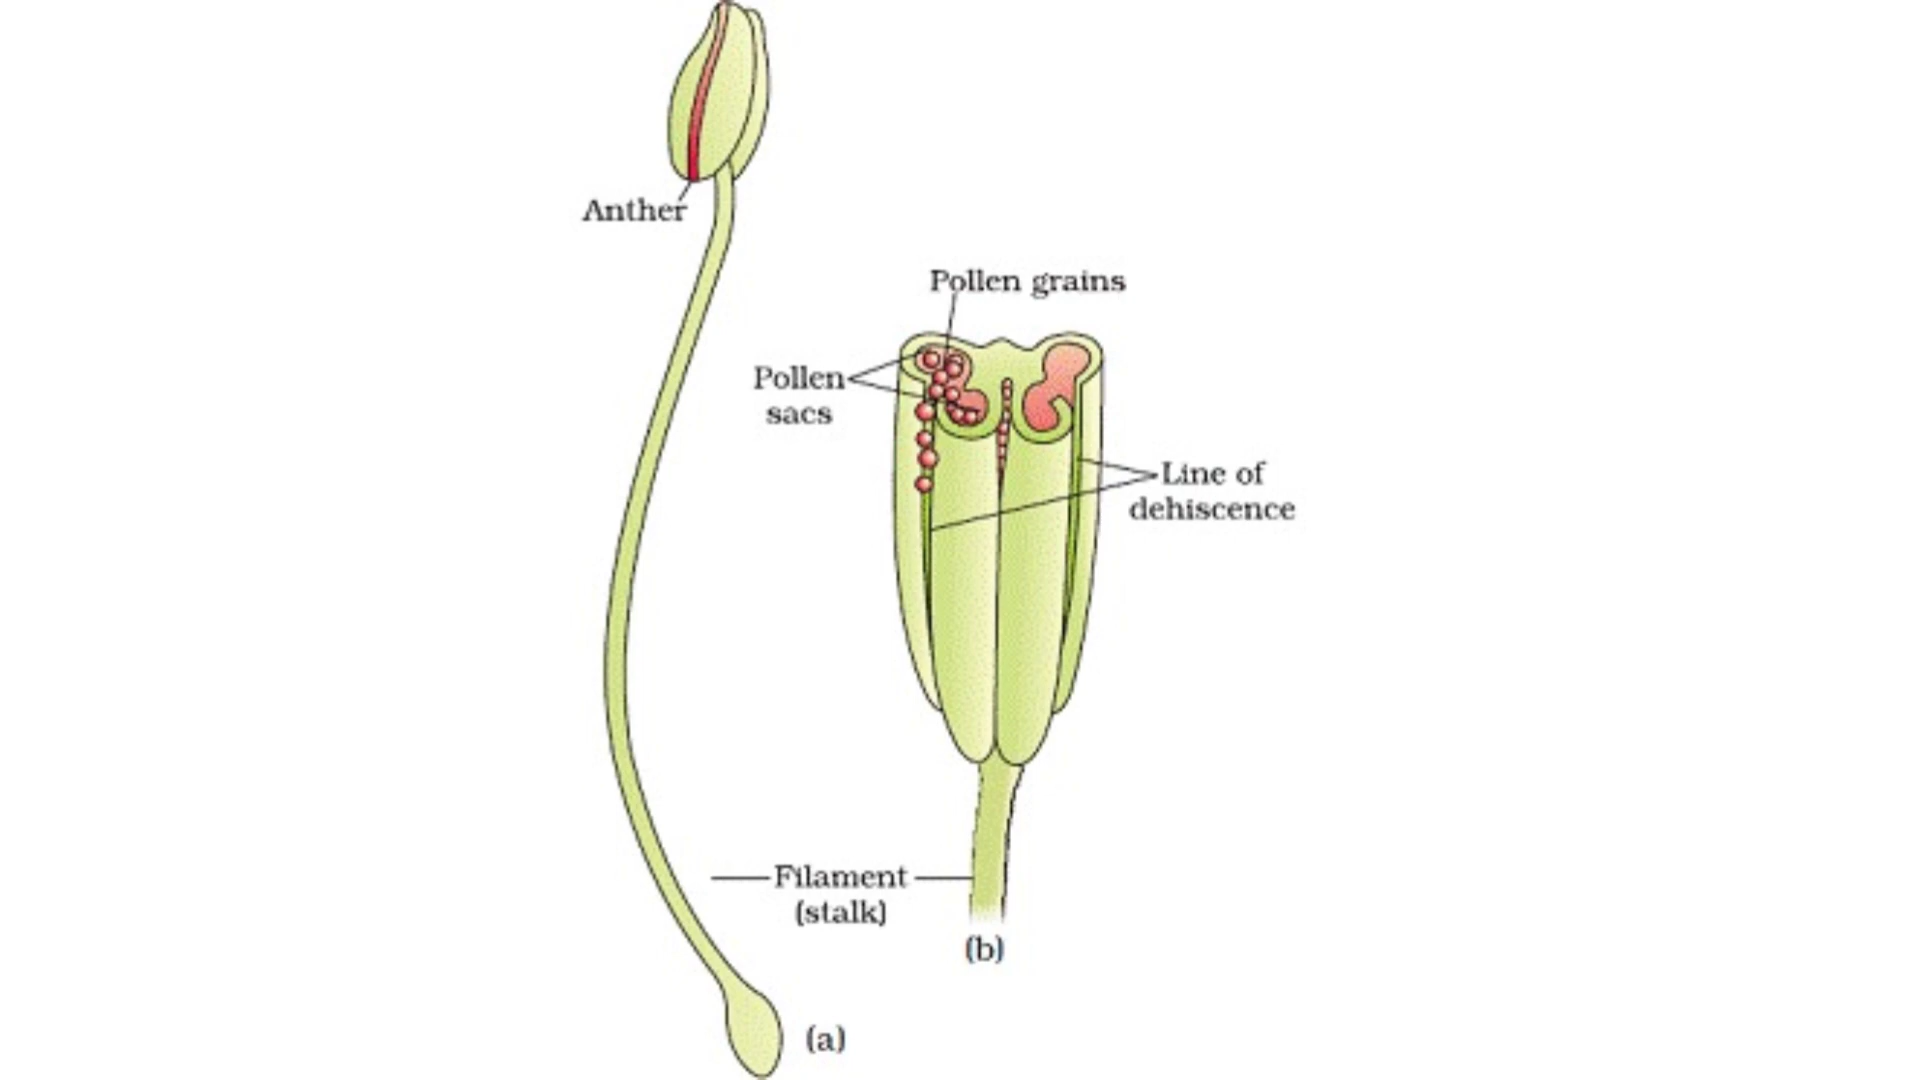 Anther
Pollen grains
Pollen
sacs
Line of
dehiscence
Filament
(stalk)
(b)
(a)